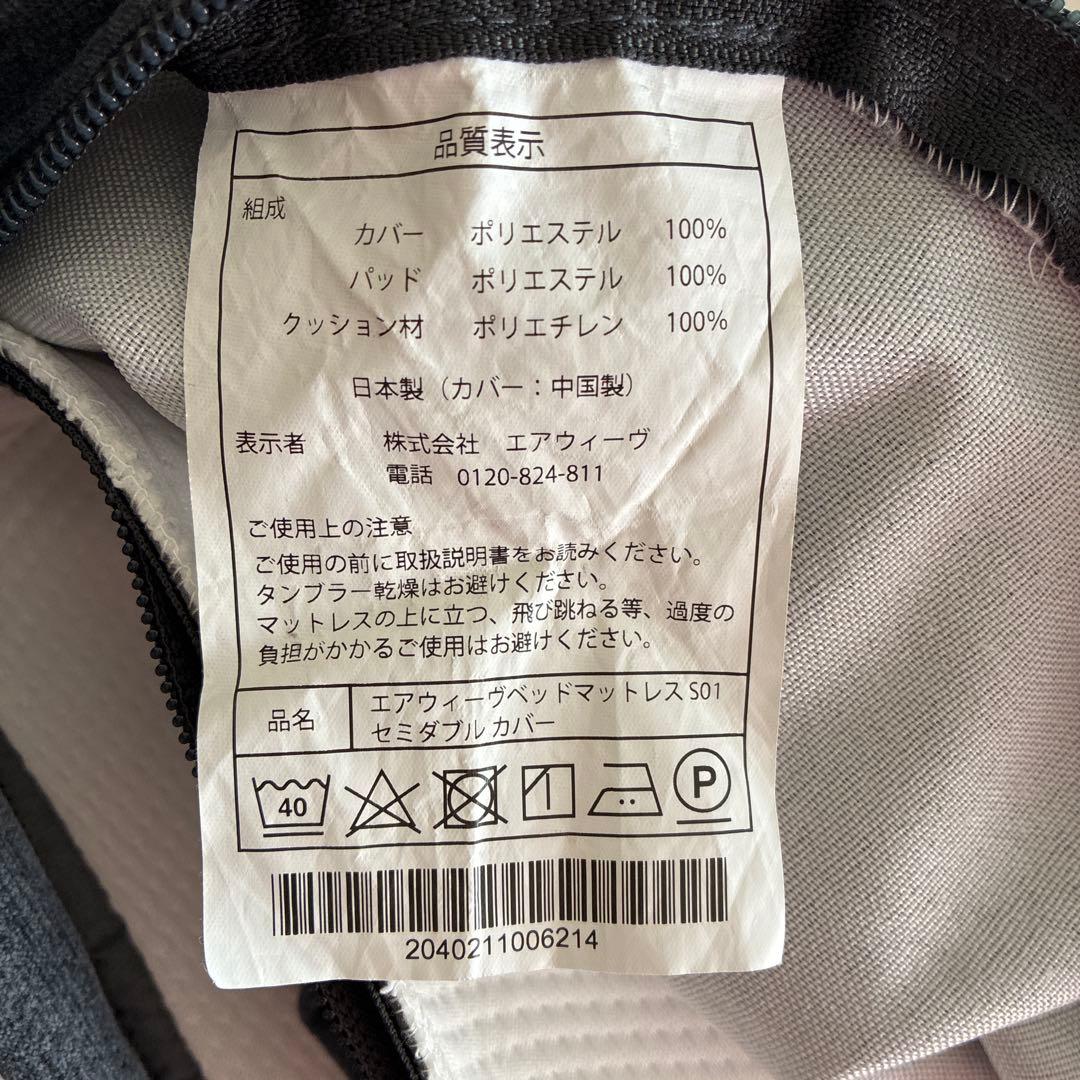 品質表示
組成
カバー ポリエステル 100%
パッド ポリエステル 100%
クッション材 ポリエチレン 100%
日本製（カバー：中国製）
表示者 株式会社 エアウィーヴ
電話 0120-824-811
ご使用上の注意
ご使用の前に取扱説明書をお読みください。
タンブラー乾燥はお避けください。
マットレスの上に立つ、飛び跳ねる等、過度の
負担がかかるご使用はお避けください。
品名 エアウィーヴベッドマットレス S01
セミダブル カバー
40
P
2040211006214